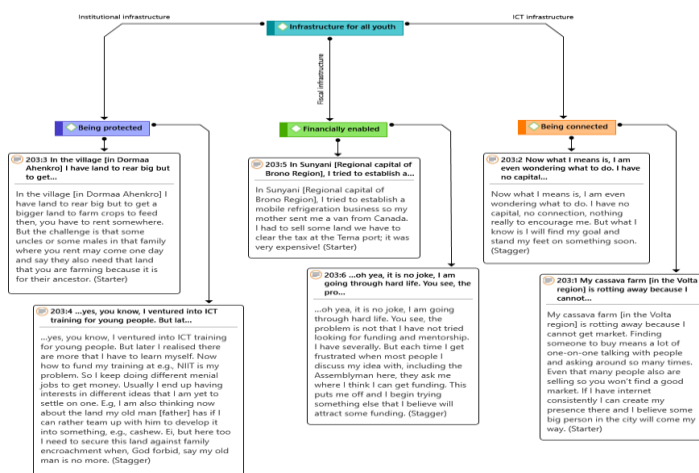 Institutional infrastructure
Infrastructure for all youth
ICT infrastructure
Fiscal infrastructure
Being protected
Financially enabled
Being connected
203:3 In the village [in Dormaa
Ahenkro] I have land to rear big but
to get...
In the village [in Dormaa Ahenkro] I
have land to rear big but to get a
bigger land to farm crops to feed
then, you have to rent somewhere.
But the challenge is that some
uncles or some males in that family
where you rent may come one day
and say they also need that land
that you are farming because it is
for their ancestor. (Starter)
203:4 ...yes, you know, I ventured into ICT
training for young people. But lat...
...yes, you know, I ventured into ICT training
for young people. But later I realised there
are more that I have to learn myself. Now
how to fund my training at e.g., NIIT is my
problem. So I keep doing different menial
jobs to get money. Usually I end up having
interests in different ideas that I am yet to
settle on one. E.g, I am also thinking now
about the land my old man [father] has if I
can rather team up with him to develop it
into something, e.g., cashew. Ei, but here too
I need to secure this land against family
encroachment when, God forbid, say my old
man is no more. (Stagger)
203:5 In Sunyani [Regional capital of
Brono Region], I tried to establish a...
In Sunyani [Regional capital of
Brono Region], I tried to establish a
mobile refrigeration business so my
mother sent me a van from Canada.
I had to sell some land we have to
clear the tax at the Tema port; it was
very expensive! (Starter)
203:6 ...oh yea, it is no joke, I am
going through hard life. You see, the
pro...
...oh yea, it is no joke, I am going
through hard life. You see, the
problem is not that I have not tried
looking for funding and mentorship.
I have severally. But each time I get
frustrated when most people I
discuss my idea with, including the
Assemblyman here, they ask me
where I think I can get funding. This
puts me off and I begin trying
something else that I believe will
attract some funding. (Stagger)
203:2 Now what I means is, I am
even wondering what to do. I have
no capital...
Now what I means is, I am even
wondering what to do. I have no
capital, no connection, nothing
really to encourage me. But what I
know is I will find my goal and
stand my feet on something soon.
(Stagger)
203:1 My cassava farm [in the Volta
region] is rotting away because I
cannot...
My cassava farm [in the Volta
region] is rotting away because I
cannot get market. Finding
someone to buy means a lot of
one-on-one talking with people
and asking around so many times.
Even that many people also are
selling so you won't find a good
market. If I have internet
consistently I can create my
presence there and I believe some
big person in the city will come my
way. (Starter)